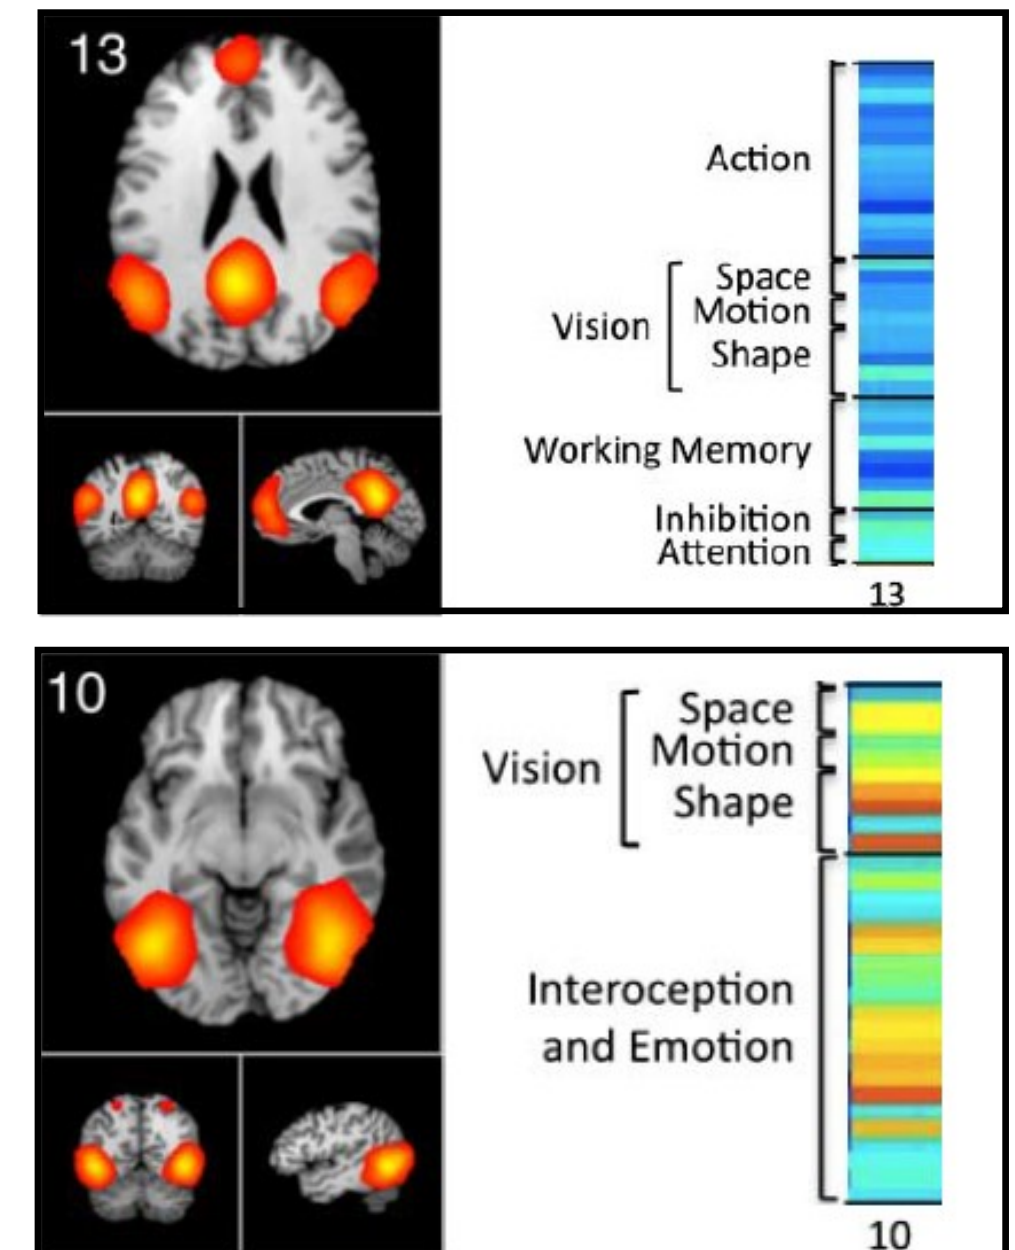 13
Action
Space
Motion
Vision
Shape
Working Memory
Inhibition
Attention
13
10
Space
Motion
Vision
Shape
Interoception
and Emotion
10